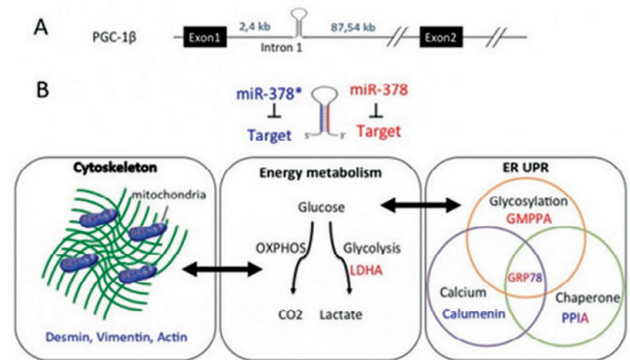 A
PGC-1β
Exon1
2,4 kb
Intron 1
87,54 kb
Exon2
B
miR-378*
Target
5'
3'
miR-378
Target
Cytoskeleton
mitochondria
Desmin, Vimentin, Actin
Energy metabolism
Glucose
OXPHOS
Glycolysis
LDHA
CO2
Lactate
ER UPR
Glycosylation
GMPPA
GRP78
Calcium
Calumenin
Chaperone
PPIA